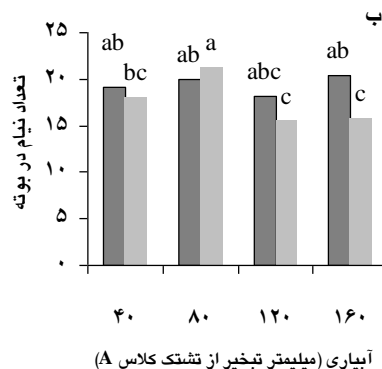 ب
تعداد نیام در بوته
۲۵
۲۰
۱۵
۱۰
۵
۰
ab bc ab a abc c ab c
۴۰ ۸۰ ۱۲۰ ۱۶۰
آبیاری (میلیمتر تبخیر از تشتک کلاس A)